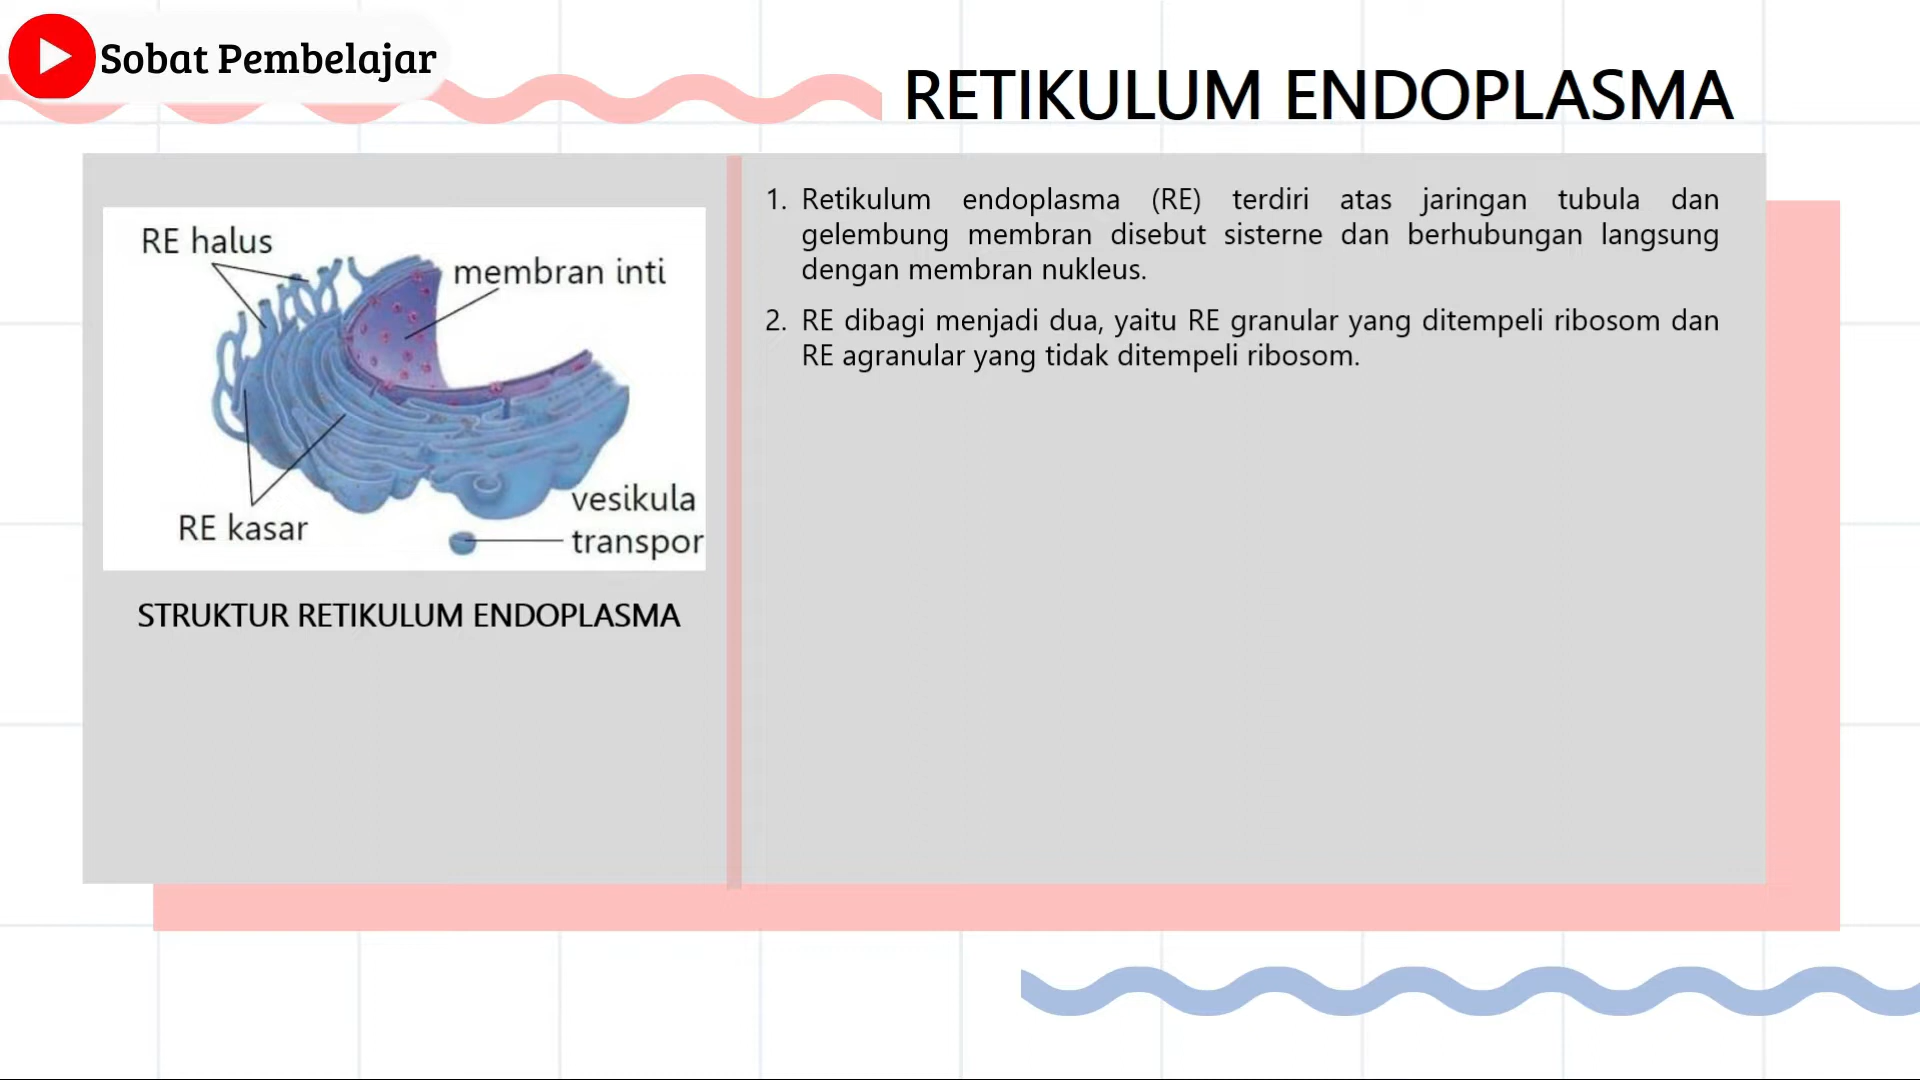 Sobat Pembelajar
RETIKULUM ENDOPLASMA
RE halus
membran inti
RE kasar
vesikula
transpor
STRUKTUR RETIKULUM ENDOPLASMA
1. Retikulum endoplasma (RE) terdiri atas jaringan tubula dan
gelembung membran disebut sisterne dan berhubungan langsung
dengan membran nukleus.
2. RE dibagi menjadi dua, yaitu RE granular yang ditempeli ribosom dan
RE agranular yang tidak ditempeli ribosom.